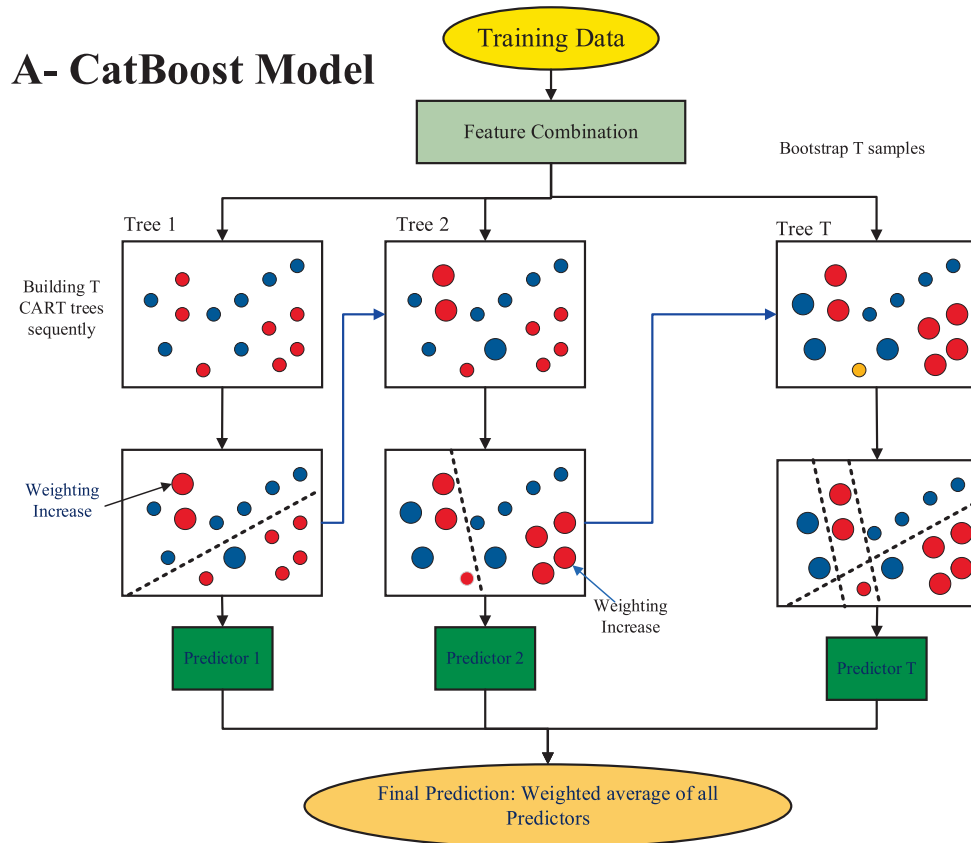 Training Data
A- CatBoost Model
Feature Combination
Bootstrap T samples
Tree 1
Tree 2
Tree T
Building T
CART trees
sequently
Weighting
Increase
Weighting
Increase
Predictor 1
Predictor 2
Predictor T
Final Prediction: Weighted average of all
Predictors